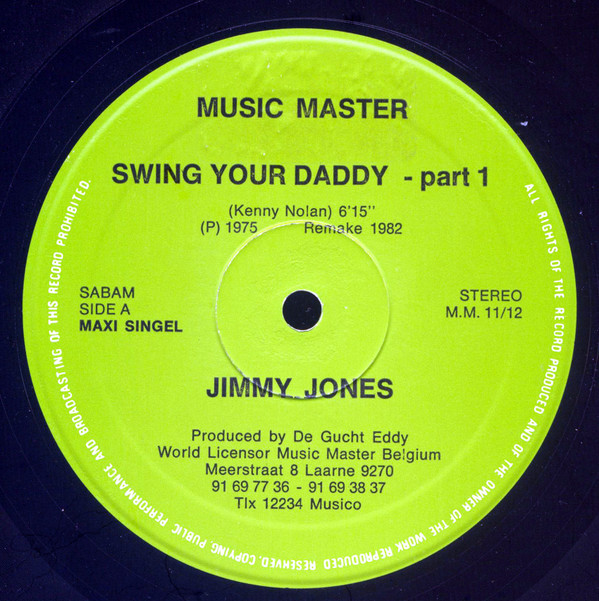 MUSIC MASTER
SWING YOUR DADDY - part 1
(Kenny Nolan) 6'15''
(P) 1975 Remake 1982
SABAM
SIDE A
MAXI SINGEL
STEREO
M.M. 11/12
JIMMY JONES
Produced by De Gucht Eddy
World Licensor Music Master Belgium
Meerstraat 8 Laarne 9270
91 69 77 36 - 91 69 38 37
Tlx 12234 Musico
ALL RIGHTS OF THE RECORD PRODUCED AND OF THE OWNER OF THE WORK REPRODUCED RESERVED. COPYING, PUBLIC PERFORMANCE AND BROADCASTING OF THIS RECORD PROHIBITED.